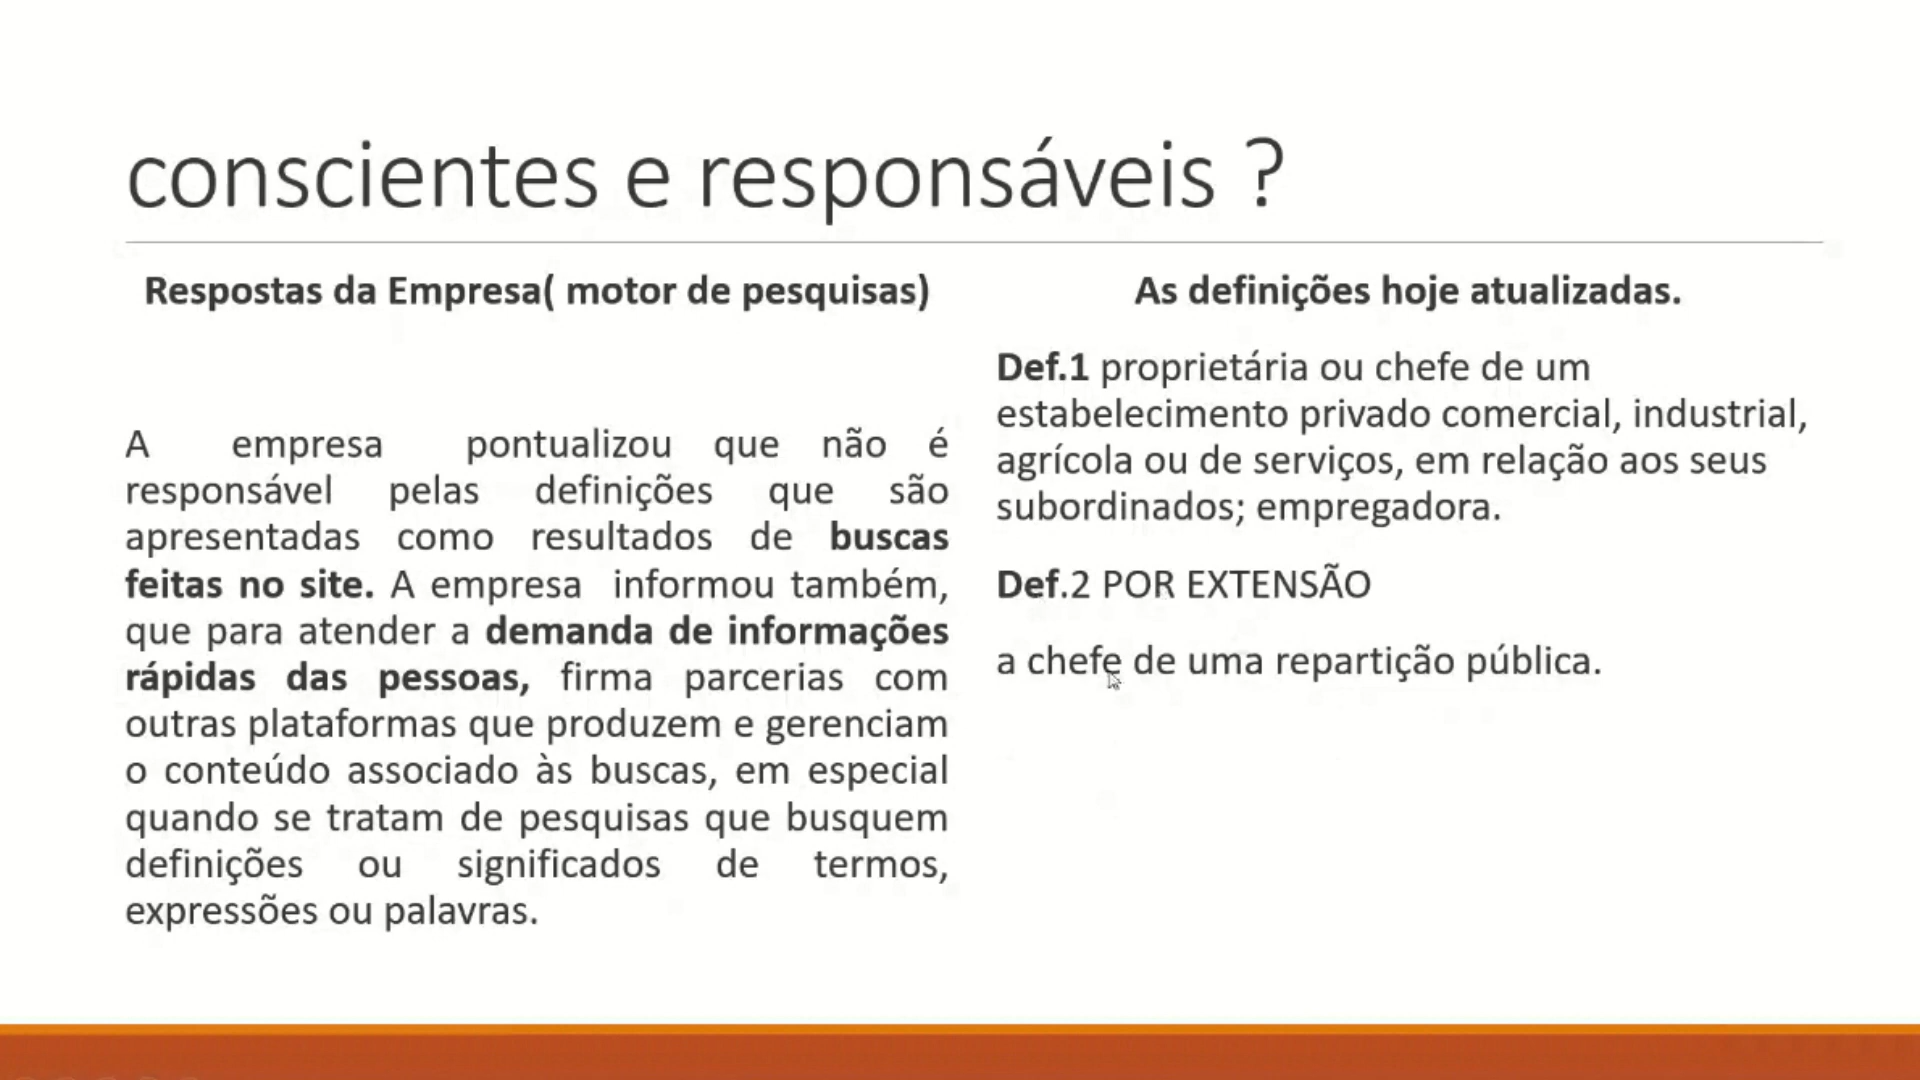 conscientes e responsáveis ?
Respostas da Empresa( motor de pesquisas)
A empresa pontualizou que não é
responsável pelas definições que são
apresentadas como resultados de buscas
feitas no site. A empresa informou também,
que para atender a demanda de informações
rápidas das pessoas, firma parcerias com
outras plataformas que produzem e gerenciam
o conteúdo associado às buscas, em especial
quando se tratam de pesquisas que busquem
definições ou significados de termos,
expressões ou palavras.
As definições hoje atualizadas.
Def.1 proprietária ou chefe de um
estabelecimento privado comercial, industrial,
agrícola ou de serviços, em relação aos seus
subordinados; empregadora.
Def.2 POR EXTENSÃO
a chefe de uma repartição pública.